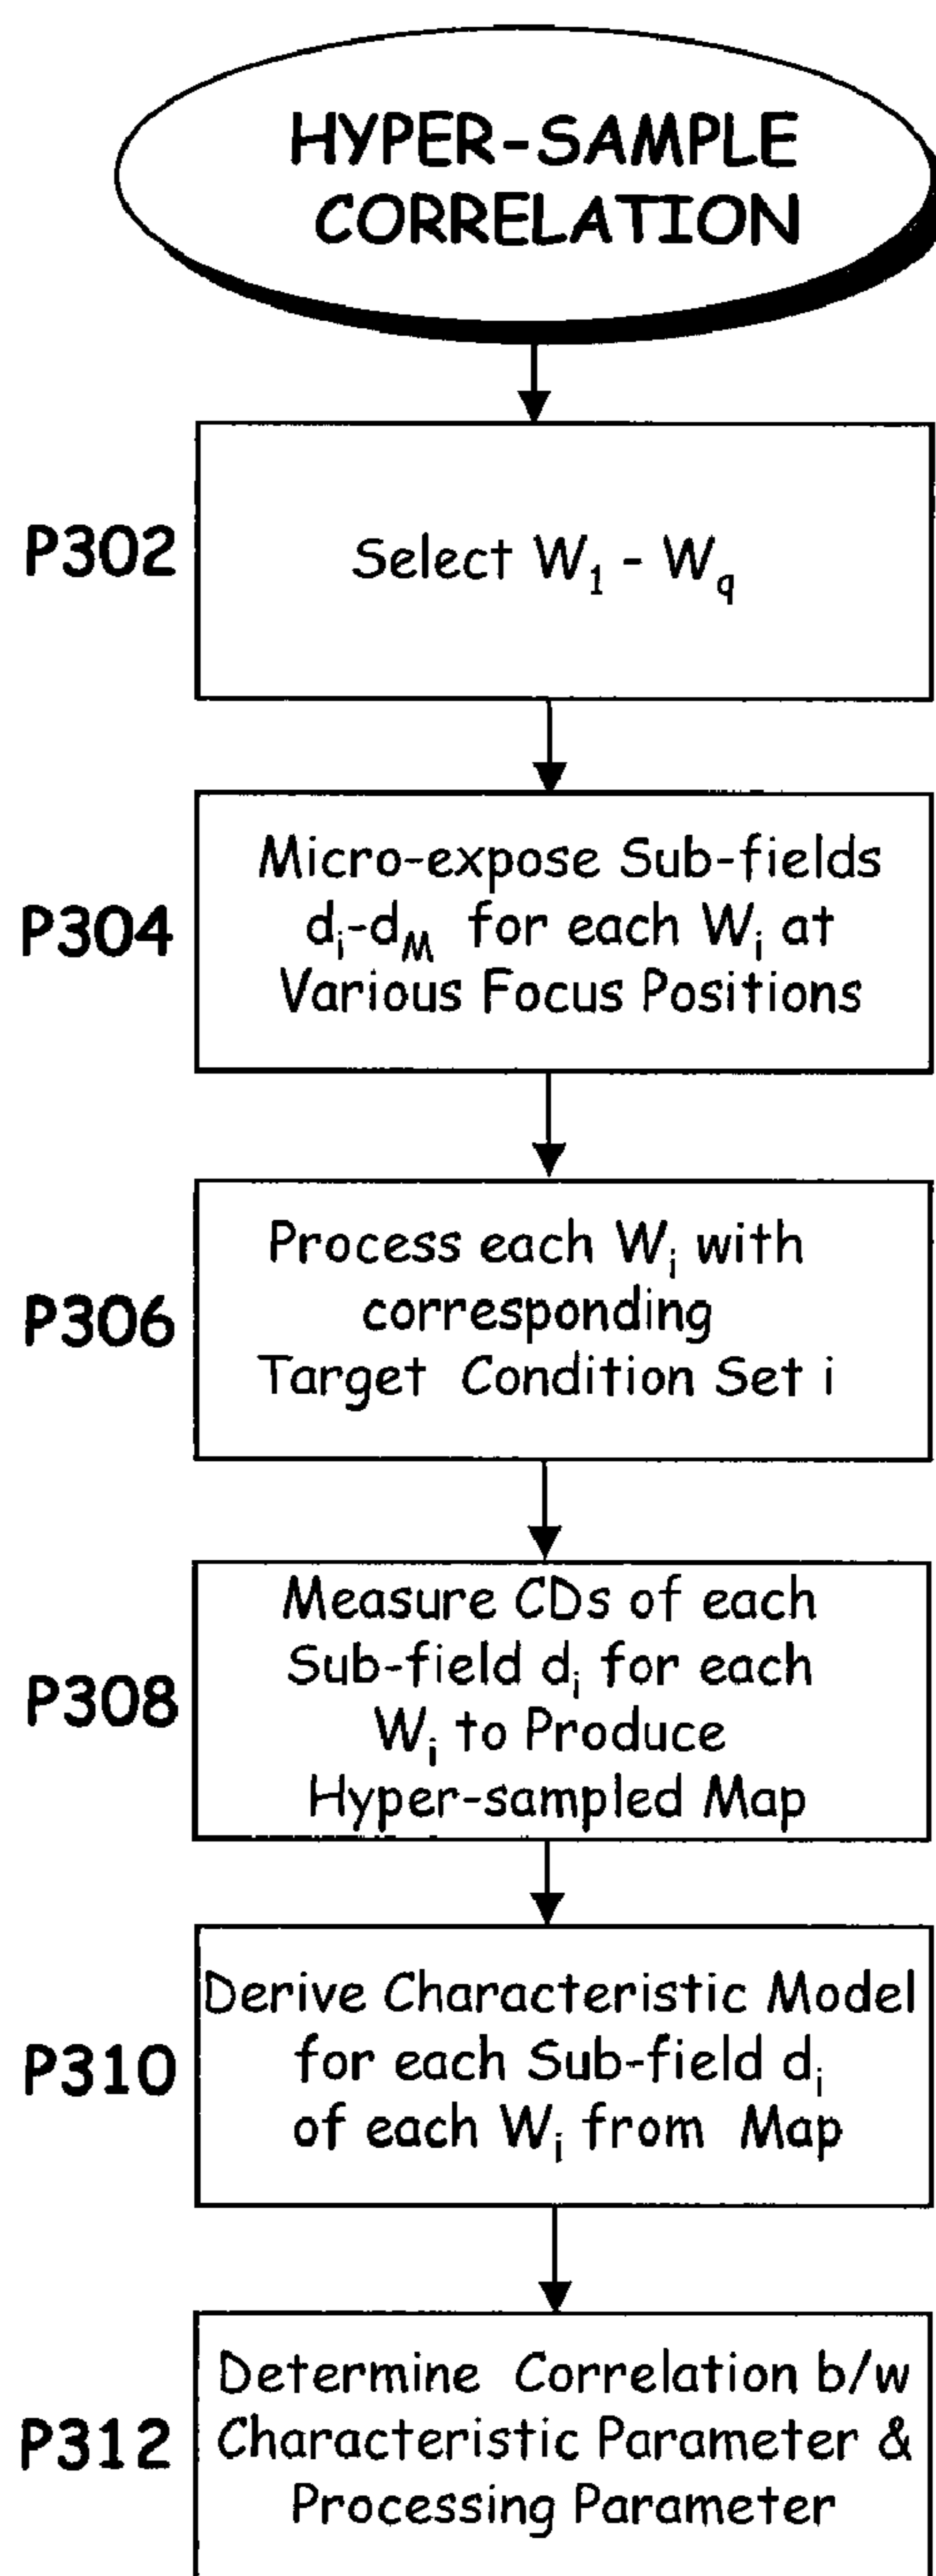 HYPER-SAMPLE
CORRELATION
P302
Select W₁ - W_q
P304
Micro-expose Sub-fields
dᵢ-d_M for each Wᵢ at
Various Focus Positions
P306
Process each Wᵢ with
corresponding
Target Condition Set i
P308
Measure CDs of each
Sub-field dᵢ for each
Wᵢ to Produce
Hyper-sampled Map
P310
Derive Characteristic Model
for each Sub-field dᵢ
of each Wᵢ from Map
P312
Determine Correlation b/w
Characteristic Parameter &
Processing Parameter